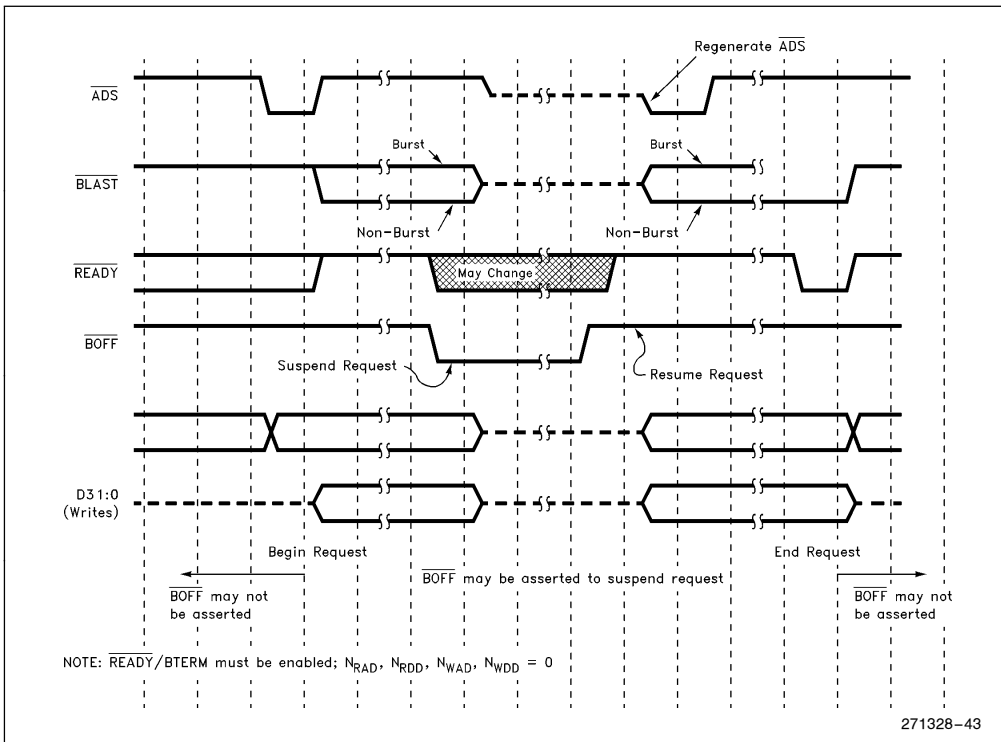 Regenerate ADS
ADS
Burst
Burst
BLAST
Non-Burst
Non-Burst
READY
May Change
BOFF
Suspend Request
Resume Request
D31:0
(Writes)
Begin Request
End Request
BOFF may not
be asserted
BOFF may be asserted to suspend request
BOFF may not
be asserted
NOTE: READY/BTERM must be enabled; NRAD, NRDD, NWAD, NWDD = 0
271328-43